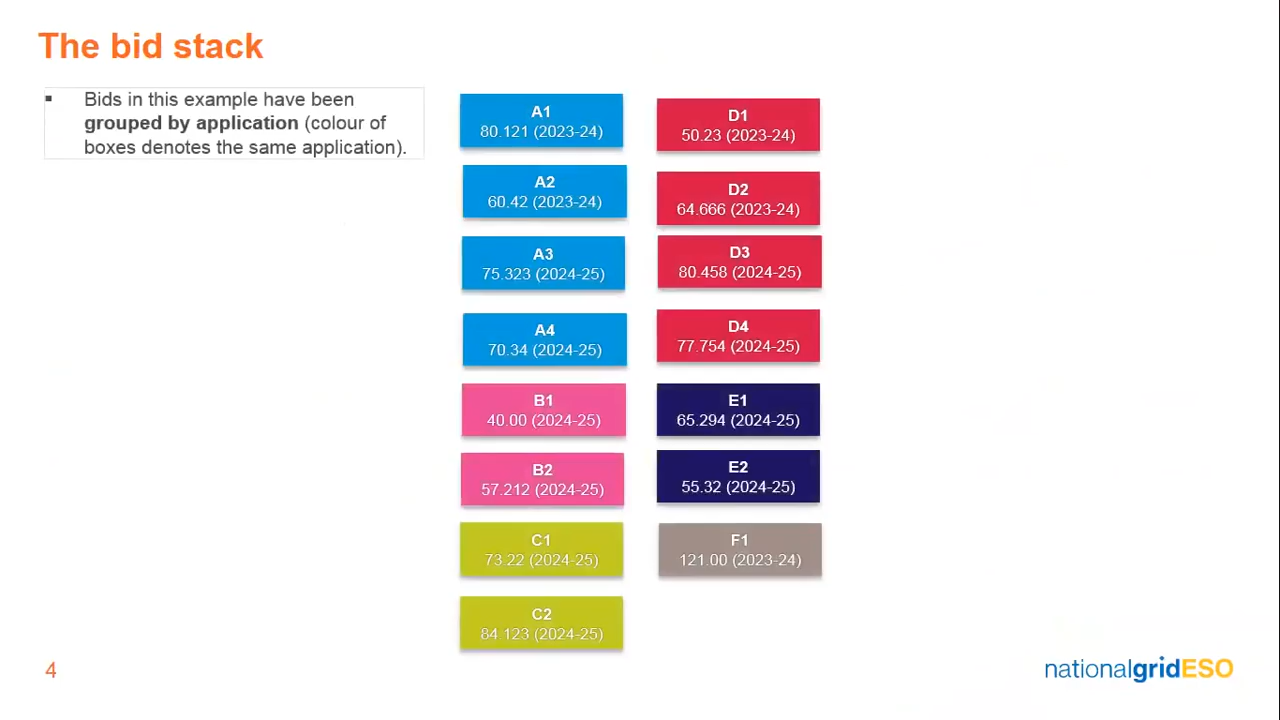 The bid stack
▪ Bids in this example have been
grouped by application (colour of
boxes denotes the same application).
A1
80.121 (2023-24)
A2
60.42 (2023-24)
A3
75.323 (2024-25)
A4
70.34 (2024-25)
B1
40.00 (2024-25)
B2
57.212 (2024-25)
C1
73.22 (2024-25)
C2
84.123 (2024-25)
D1
50.23 (2023-24)
D2
64.666 (2023-24)
D3
80.458 (2024-25)
D4
77.754 (2024-25)
E1
65.294 (2024-25)
E2
55.32 (2024-25)
F1
121.00 (2023-24)
4
nationalgridESO